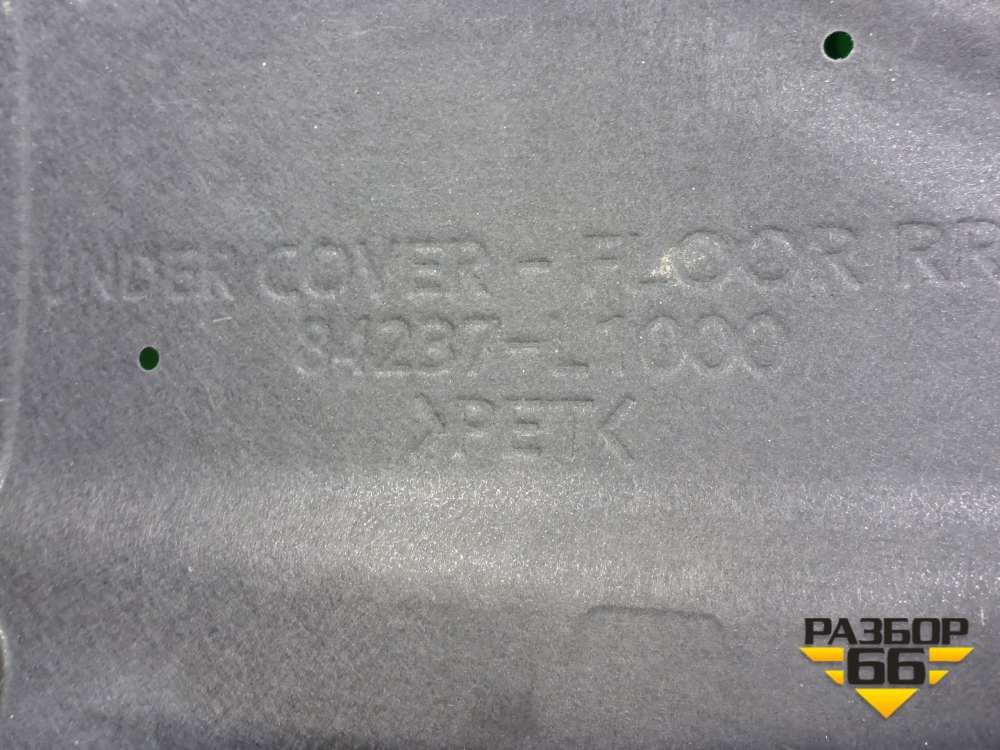 UNDER COVER - FLOOR RR
84237-L1000
>PET<
РАЗБОР
66